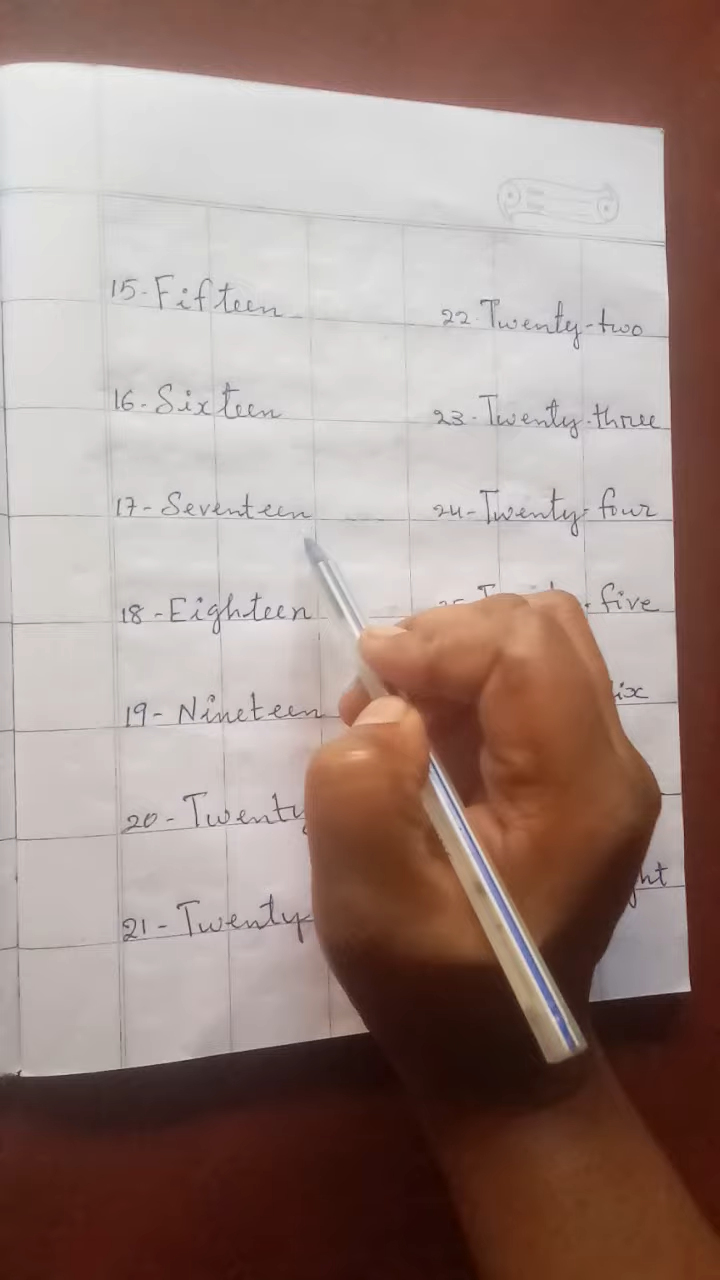 15-Fifteen
16-Sixteen
17-Seventeen
18-Eighteen
19-Nineteen
20-Twenty
21-Twenty-
22-Twenty-two
23-Twenty-three
24-Twenty-four
five